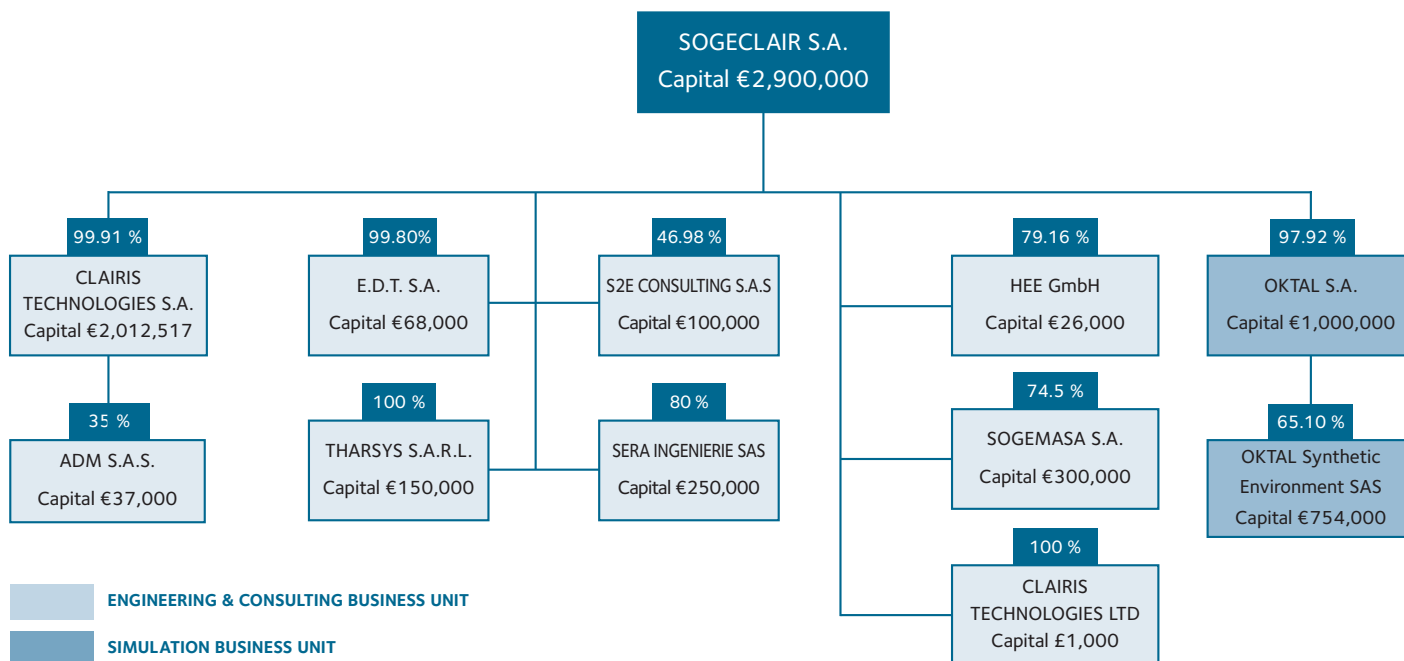 SOGECLAIR S.A.
Capital €2,900,000
99.91 %
CLAIRIS
TECHNOLOGIES S.A.
Capital €2,012,517
35 %
ADM S.A.S.
Capital €37,000
99.80%
E.D.T. S.A.
Capital €68,000
100 %
THARSYS S.A.R.L.
Capital €150,000
46.98 %
S2E CONSULTING S.A.S
Capital €100,000
80 %
SERA INGENIERIE SAS
Capital €250,000
79.16 %
HEE GmbH
Capital €26,000
74.5 %
SOGEMASA S.A.
Capital €300,000
100 %
CLAIRIS
TECHNOLOGIES LTD
Capital £1,000
97.92 %
OKTAL S.A.
Capital €1,000,000
65.10 %
OKTAL Synthetic
Environment SAS
Capital €754,000
ENGINEERING & CONSULTING BUSINESS UNIT
SIMULATION BUSINESS UNIT